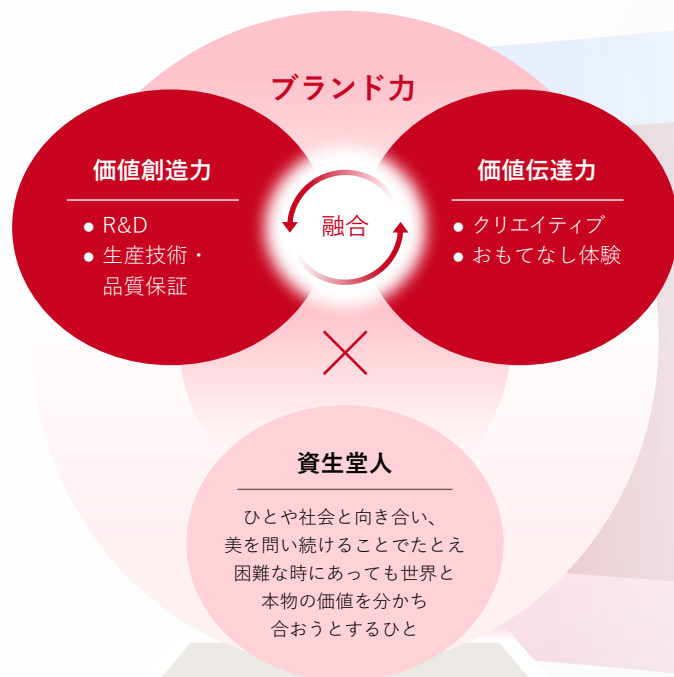 ブランド力
価値創造力
● R&D
● 生産技術・
品質保証
融合
価値伝達力
● クリエイティブ
● おもてなし体験
資生堂人
ひとや社会と向き合い、
美を問い続けることでたとえ
困難な時にあっても世界と
本物の価値を分かち
合おうとするひと